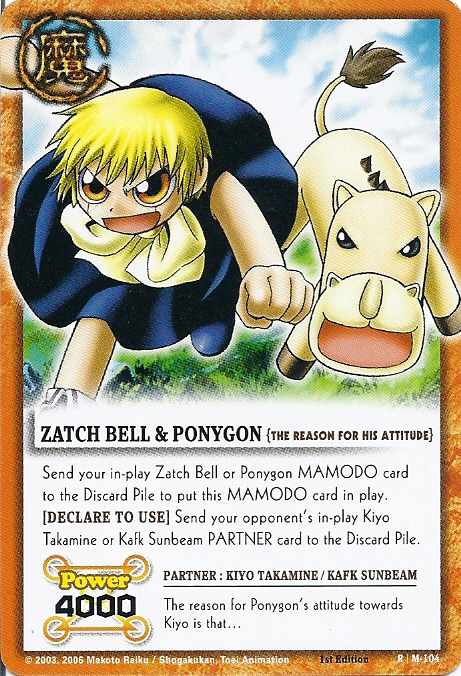 魔
ZATCH BELL & PONYGON {THE REASON FOR HIS ATTITUDE}
Send your in-play Zatch Bell or Ponygon MAMODO card
to the Discard Pile to put this MAMODO card in play.
[DECLARE TO USE] Send your opponent's in-play Kiyo
Takamine or Kafk Sunbeam PARTNER card to the Discard Pile.
Power
4000
PARTNER : KIYO TAKAMINE / KAFK SUNBEAM
The reason for Ponygon's attitude towards
Kiyo is that...
© 2003, 2006 Makoto Raiku / Shogakukan, Toei Animation
1st Edition
R | M-104